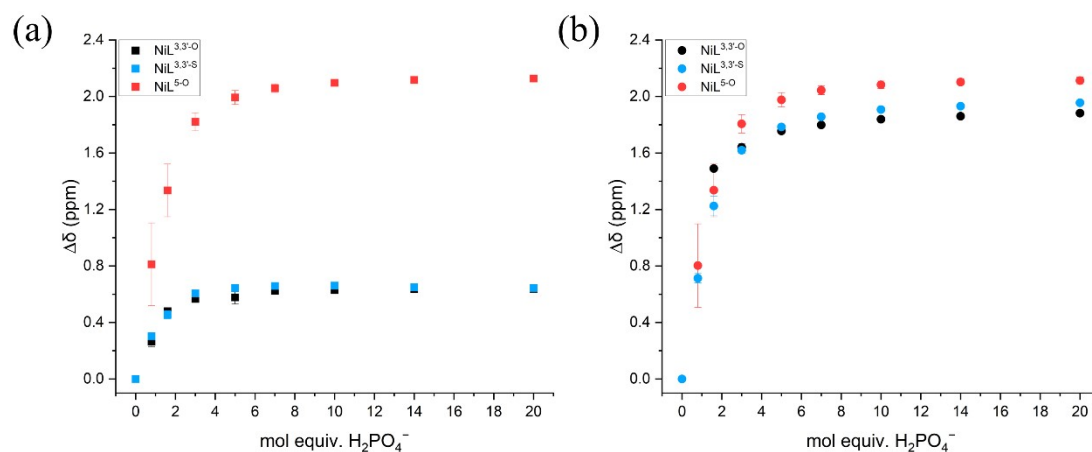 (a)
NiL3,3'-O
NiL3,3'-S
NiL5-O
2.4
2.0
1.6
1.2
0.8
0.4
0.0
Δδ (ppm)
0 2 4 6 8 10 12 14 16 18 20
mol equiv. H₂PO₄⁻
(b)
NiL3,3'-O
NiL3,3'-S
NiL5-O
2.4
2.0
1.6
1.2
0.8
0.4
0.0
Δδ (ppm)
0 2 4 6 8 10 12 14 16 18 20
mol equiv. H₂PO₄⁻